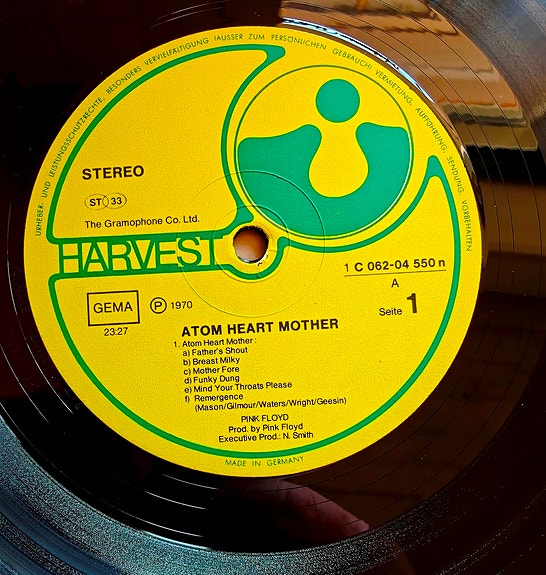 URHEBER- UND LEISTUNGSSCHUTZRECHTE, BESONDERS VERVIELFÄLTIGUNG (AUSSER ZUM PERSÖNLICHEN GEBRAUCH) VERMIETUNG, AUFFÜHRUNG, SENDUNG, VORBEHALTEN
STEREO
ST 33
The Gramophone Co. Ltd.
HARVEST
1 C 062-04 550 n
A
Seite 1
GEMA
23:27
Ⓟ 1970
ATOM HEART MOTHER
1. Atom Heart Mother :
a) Father's Shout
b) Breast Milky
c) Mother Fore
d) Funky Dung
e) Mind Your Throats Please
f) Remergence
(Mason/Gilmour/Waters/Wright/Geesin)
PINK FLOYD
Prod. by Pink Floyd
Executive Prod.: N. Smith
MADE IN GERMANY